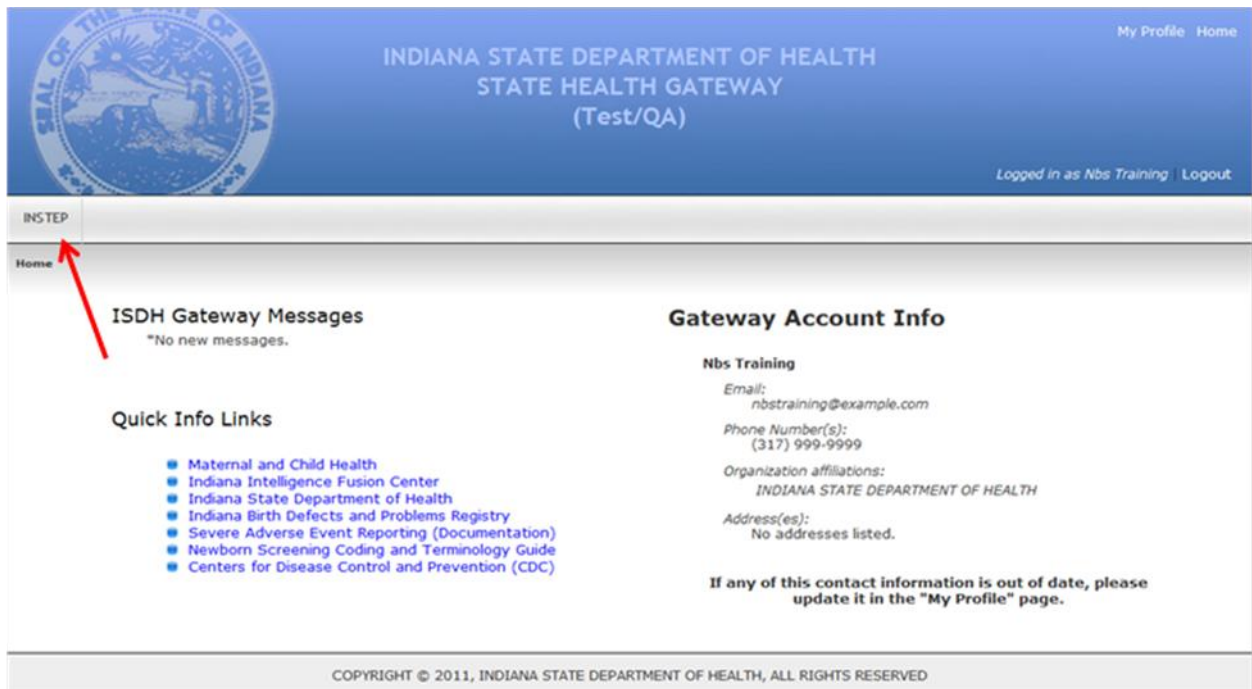 SEAL OF THE STATE OF INDIANA
My Profile Home
INDIANA STATE DEPARTMENT OF HEALTH
STATE HEALTH GATEWAY
(Test/QA)
Logged in as Nbs Training | Logout
INSTEP
Home
ISDH Gateway Messages
*No new messages.
Quick Info Links
Maternal and Child Health
Indiana Intelligence Fusion Center
Indiana State Department of Health
Indiana Birth Defects and Problems Registry
Severe Adverse Event Reporting (Documentation)
Newborn Screening Coding and Terminology Guide
Centers for Disease Control and Prevention (CDC)
Gateway Account Info
Nbs Training
Email:
nbstraining@example.com
Phone Number(s):
(317) 999-9999
Organization affiliations:
INDIANA STATE DEPARTMENT OF HEALTH
Address(es):
No addresses listed.
If any of this contact information is out of date, please
update it in the "My Profile" page.
COPYRIGHT © 2011, INDIANA STATE DEPARTMENT OF HEALTH, ALL RIGHTS RESERVED